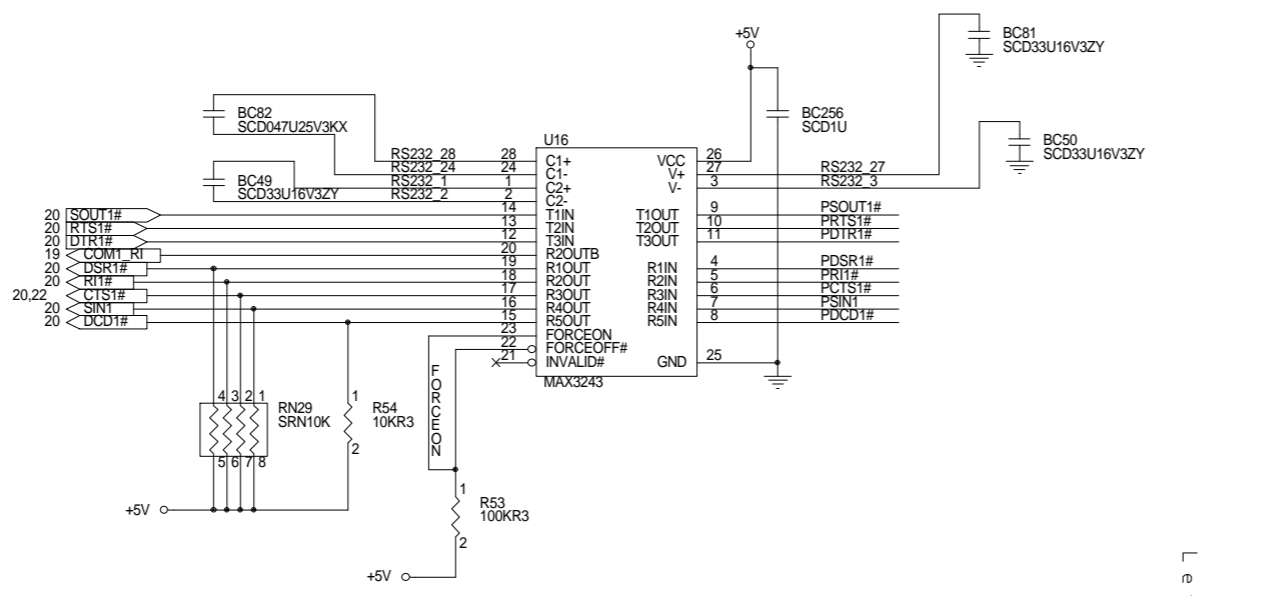 +5V
BC81
SCD33U16V3ZY
BC82
SCD047U25V3KX
BC256
SCD1U
U16
BC50
SCD33U16V3ZY
RS232_28 28 C1+ VCC 26
RS232_24 24 C1- V+ 27 RS232_27
BC49
SCD33U16V3ZY
RS232_1 1 C2+ V- 3 RS232_3
RS232_2 2 C2-
20 SOUT1# 14 T1IN T1OUT 9 PSOUT1#
20 RTS1# 13 T2IN T2OUT 10 PRTS1#
20 DTR1# 12 T3IN T3OUT 11 PDTR1#
19 COM1_RI 20 R2OUTB
20 DSR1# 19 R1OUT R1IN 4 PDSR1#
20 RI1# 18 R2OUT R2IN 5 PRI1#
20,22 CTS1# 17 R3OUT R3IN 6 PCTS1#
20 SIN1 16 R4OUT R4IN 7 PSIN1
20 DCD1# 15 R5OUT R5IN 8 PDCD1#
23 FORCEON
22 FORCEOFF#
21 INVALID# GND 25
MAX3243
FORCEON
4 3 2 1
RN29
SRN10K
5 6 7 8
1
R54
10KR3
2
+5V
1
R53
100KR3
2
+5V
Le